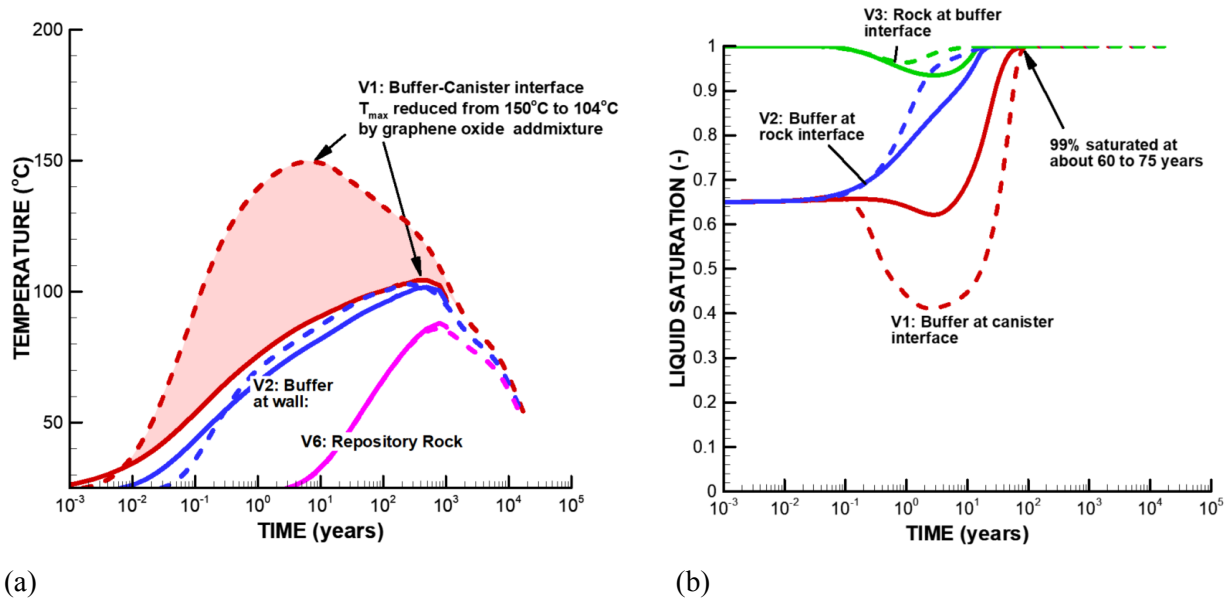 200
150
100
50
TEMPERATURE (°C)
V1: Buffer-Canister interface
Tmax reduced from 150°C to 104°C
by graphene oxide addmixture
V2: Buffer
at wall:
V6: Repository Rock
10-3 10-2 10-1 100 101 102 103 104 105
TIME (years)
(a)
1
0.9
0.8
0.7
0.6
0.5
0.4
0.3
0.2
0.1
0
LIQUID SATURATION (-)
V3: Rock at buffer
interface
V2: Buffer at
rock interface
99% saturated at
about 60 to 75 years
V1: Buffer at canister
interface
10-3 10-2 10-1 100 101 102 103 104 105
TIME (years)
(b)